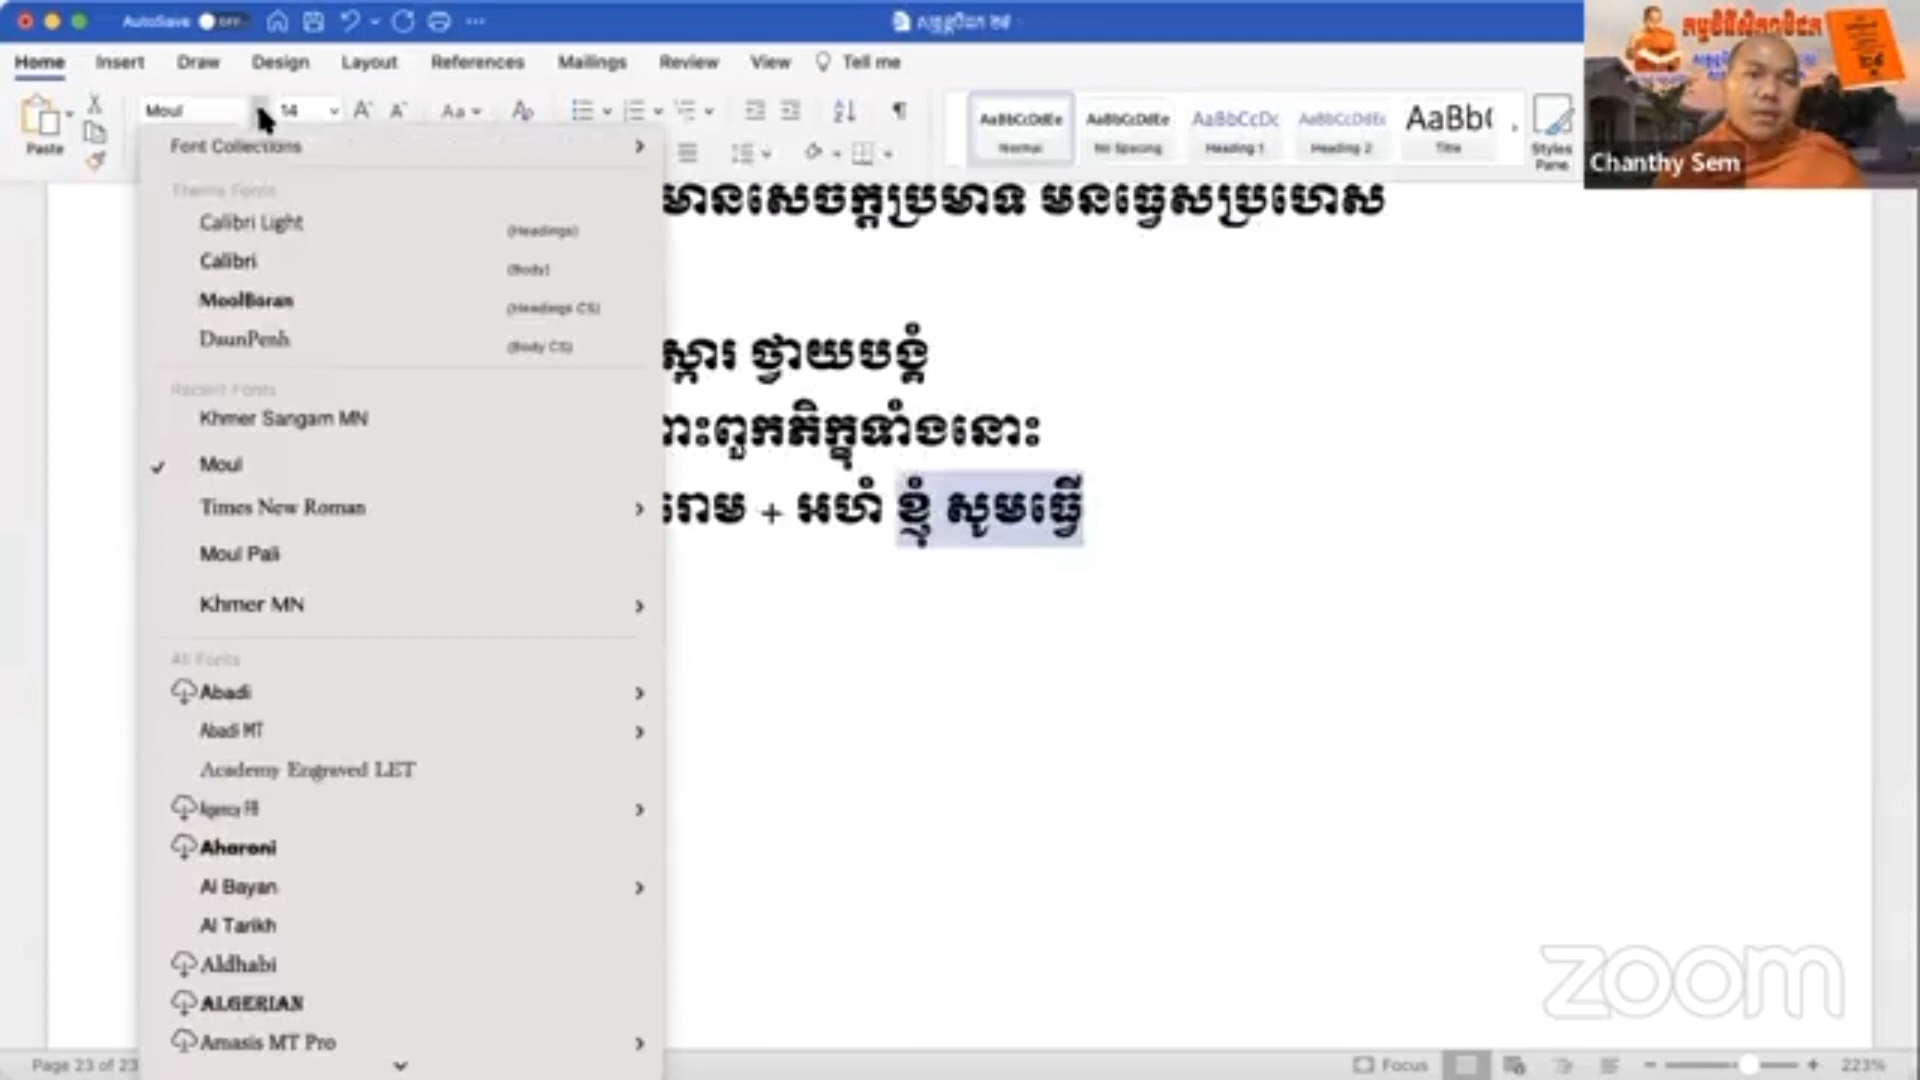 AutoSave OFF
Home Insert Draw Design Layout References Mailings Review View Tell me
Moul 14
Paste
AaBbCcDdEe AaBbCcDdEe AaBbCcDc AaBbCcDdEe AaBb(
Normal No Spacing Heading 1 Heading 2 Title
Styles Pane
Chanthy Sem
Font Collections
Theme Fonts
Calibri Light (Headings)
Calibri (Body)
MoolBoran (Headings CS)
DaunPenh (Body CS)
Recent Fonts
Khmer Sangam MN
Moul
Times New Roman
Moul Pali
Khmer MN
All Fonts
Abadi
Abadi MT
Academy Engraved LET
Agency FB
Aharoni
Al Bayan
Al Tarikh
Aldhabi
ALGERIAN
Amasis MT Pro
មានសេចក្តប្រមាទ មនធ្វេសប្រហេស
ស្ការ ថ្វាយបង្គំ
ោះពួកភិក្ខុទាំងនោះ
រោម + អហំ ខ្ញុំ សូមធ្វើ
zoom
Page 23 of 23
Focus 223%